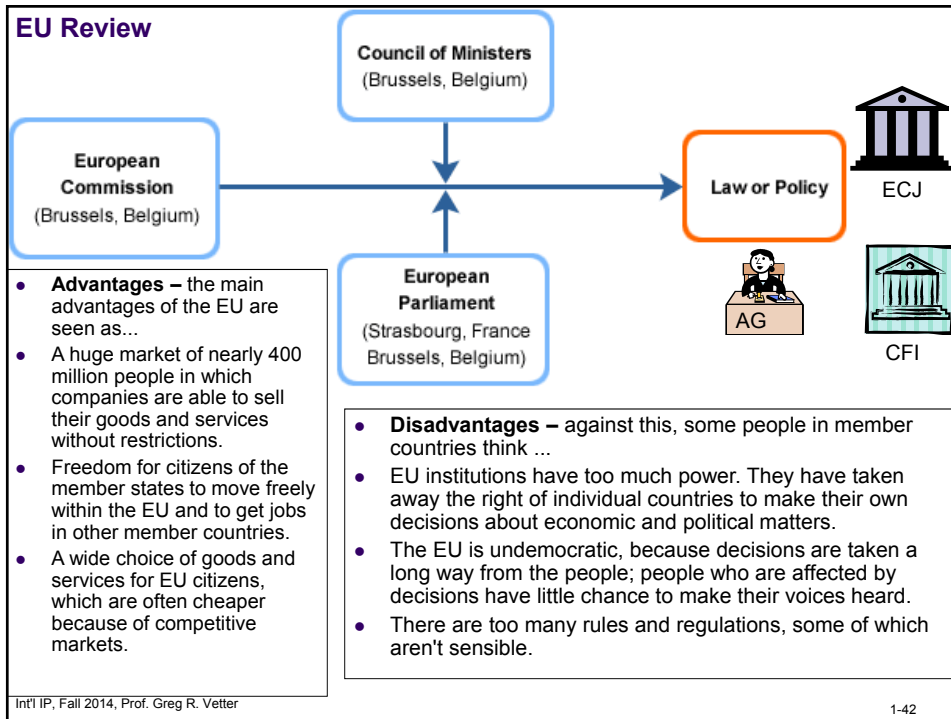 EU Review
Council of Ministers
(Brussels, Belgium)
European
Commission
(Brussels, Belgium)
Law or Policy
ECJ
European
Parliament
(Strasbourg, France
Brussels, Belgium)
AG
CFI
• Advantages – the main
advantages of the EU are
seen as...
• A huge market of nearly 400
million people in which
companies are able to sell
their goods and services
without restrictions.
• Freedom for citizens of the
member states to move freely
within the EU and to get jobs
in other member countries.
• A wide choice of goods and
services for EU citizens,
which are often cheaper
because of competitive
markets.
• Disadvantages – against this, some people in member
countries think ...
• EU institutions have too much power. They have taken
away the right of individual countries to make their own
decisions about economic and political matters.
• The EU is undemocratic, because decisions are taken a
long way from the people; people who are affected by
decisions have little chance to make their voices heard.
• There are too many rules and regulations, some of which
aren't sensible.
Int'l IP, Fall 2014, Prof. Greg R. Vetter
1-42